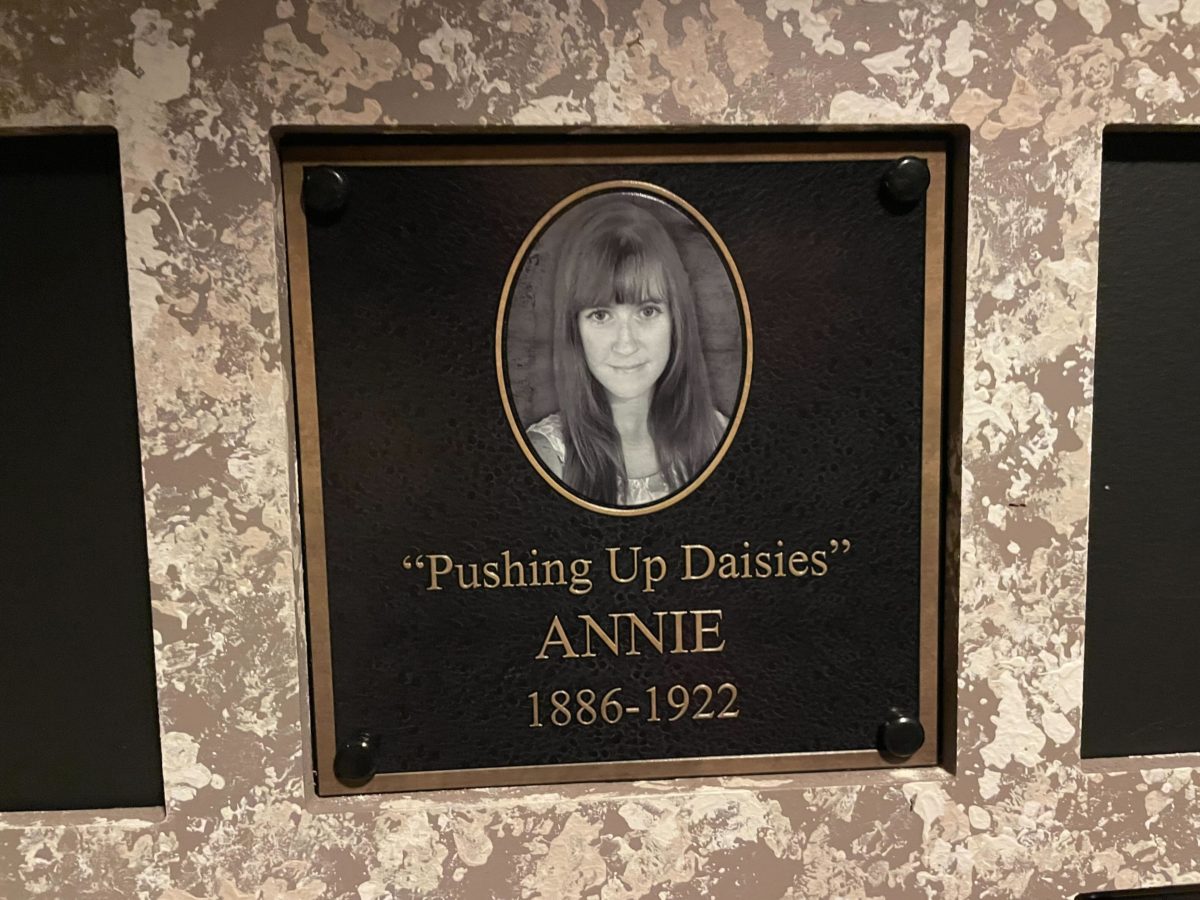 “Pushing Up Daisies”
ANNIE
1886-1922